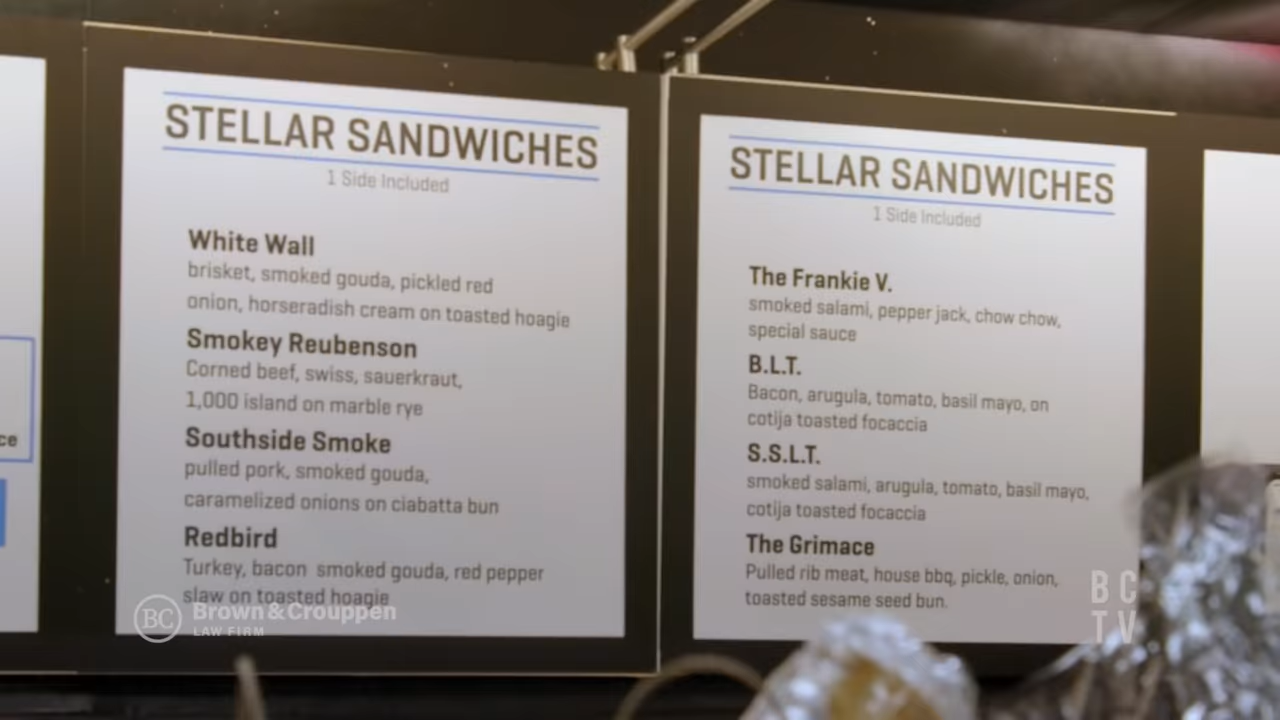 STELLAR SANDWICHES
1 Side Included
White Wall
brisket, smoked gouda, pickled red
onion, horseradish cream on toasted hoagie
Smokey Reubenson
Corned beef, swiss, sauerkraut,
1,000 island on marble rye
Southside Smoke
pulled pork, smoked gouda,
caramelized onions on ciabatta bun
Redbird
Turkey, bacon smoked gouda, red pepper
slaw on toasted hoagie
STELLAR SANDWICHES
1 Side Included
The Frankie V.
smoked salami, pepper jack, chow chow,
special sauce
B.L.T.
Bacon, arugula, tomato, basil mayo, on
cotija toasted focaccia
S.S.L.T.
smoked salami, arugula, tomato, basil mayo,
cotija toasted focaccia
The Grimace
Pulled rib meat, house bbq, pickle, onion,
toasted sesame seed bun.
ce
BC Brown & Crouppen
LAW FIRM
BC
TV